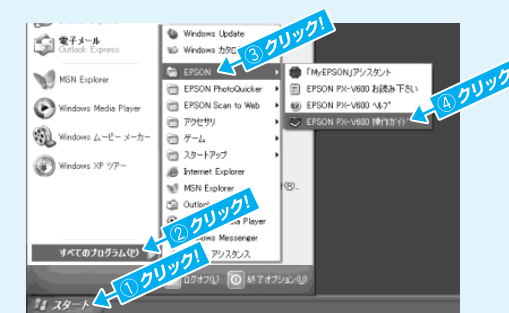 電子メール
Outlook Express
MSN Explorer
Windows Media Player
Windows ムービー メーカー
Windows XP ツアー
すべてのプログラム(P)
② クリック!
① クリック!
スタート
Windows Update
Windows カタロ
③ クリック!
EPSON
EPSON PhotoQuicker
EPSON Scan to Web
アクセサリ
ゲーム
スタートアップ
Internet Explorer
MSN Explorer
Outlook
Media Player
Windows Messenger
アシスタンス
(R)...
ログオフ(L)
終了オプション(U)
「MyEPSON」アシスタント
EPSON PX-V600 お読み下さい
EPSON PX-V600 ヘルプ
EPSON PX-V600 操作ガイド
④ クリック